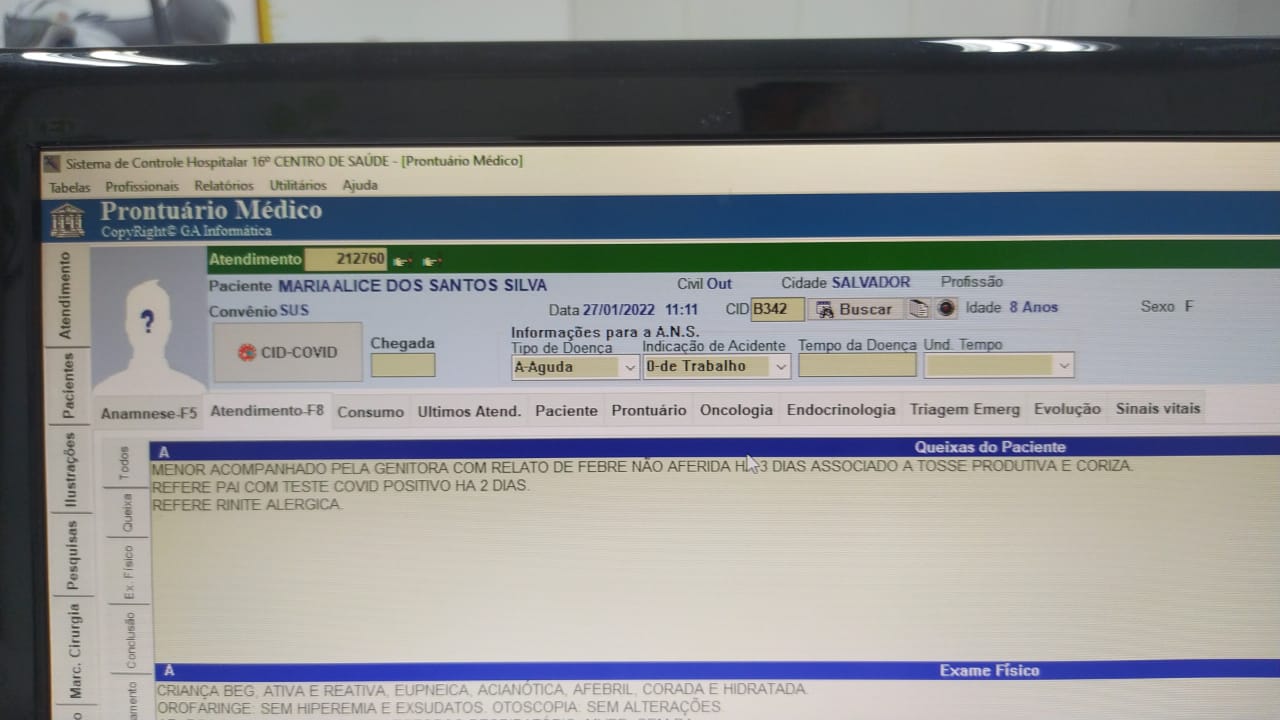 Sistema de Controle Hospitalar 16º CENTRO DE SAÚDE - [Prontuário Médico]
Tabelas Profissionais Relatórios Utilitários Ajuda
Prontuário Médico
CopyRight© GA Informática
Atendimento 212760
Paciente MARIA ALICE DOS SANTOS SILVA Civil Out Cidade SALVADOR Profissão
Convênio SUS Data 27/01/2022 11:11 CID B342 Buscar Idade 8 Anos Sexo F
?
CID-COVID
Chegada
Informações para a A.N.S.
Tipo de Doença Indicação de Acidente Tempo da Doença Und. Tempo
A-Aguda 0-de Trabalho
Anamnese-F5 Atendimento-F8 Consumo Ultimos Atend. Paciente Prontuário Oncologia Endocrinologia Triagem Emerg Evolução Sinais vitais
Atendimento
Pacientes
Ilustrações
Pesquisas
Marc. Cirurgia
Todos
Queixa
Ex. Físico
Conclusão
A Queixas do Paciente
MENOR ACOMPANHADO PELA GENITORA COM RELATO DE FEBRE NÃO AFERIDA 3 DIAS ASSOCIADO A TOSSE PRODUTIVA E CORIZA.
REFERE PAI COM TESTE COVID POSITIVO HA 2 DIAS.
REFERE RINITE ALERGICA.
A Exame Físico
CRIANÇA BEG, ATIVA E REATIVA, EUPNEICA, ACIANÓTICA, AFEBRIL, CORADA E HIDRATADA.
OROFARINGE: SEM HIPEREMIA E EXSUDATOS. OTOSCOPIA: SEM ALTERAÇÕES